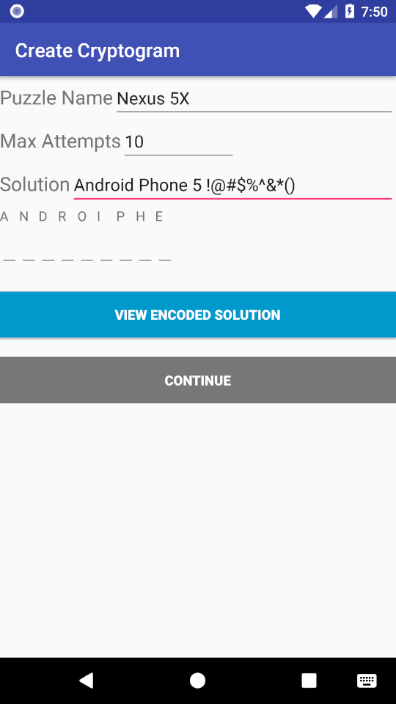 7:50
Create Cryptogram
Puzzle Name Nexus 5X
Max Attempts 10
Solution Android Phone 5 !@#$%^&*()
A N D R O I P H E
_ _ _ _ _ _ _ _ _
VIEW ENCODED SOLUTION
CONTINUE